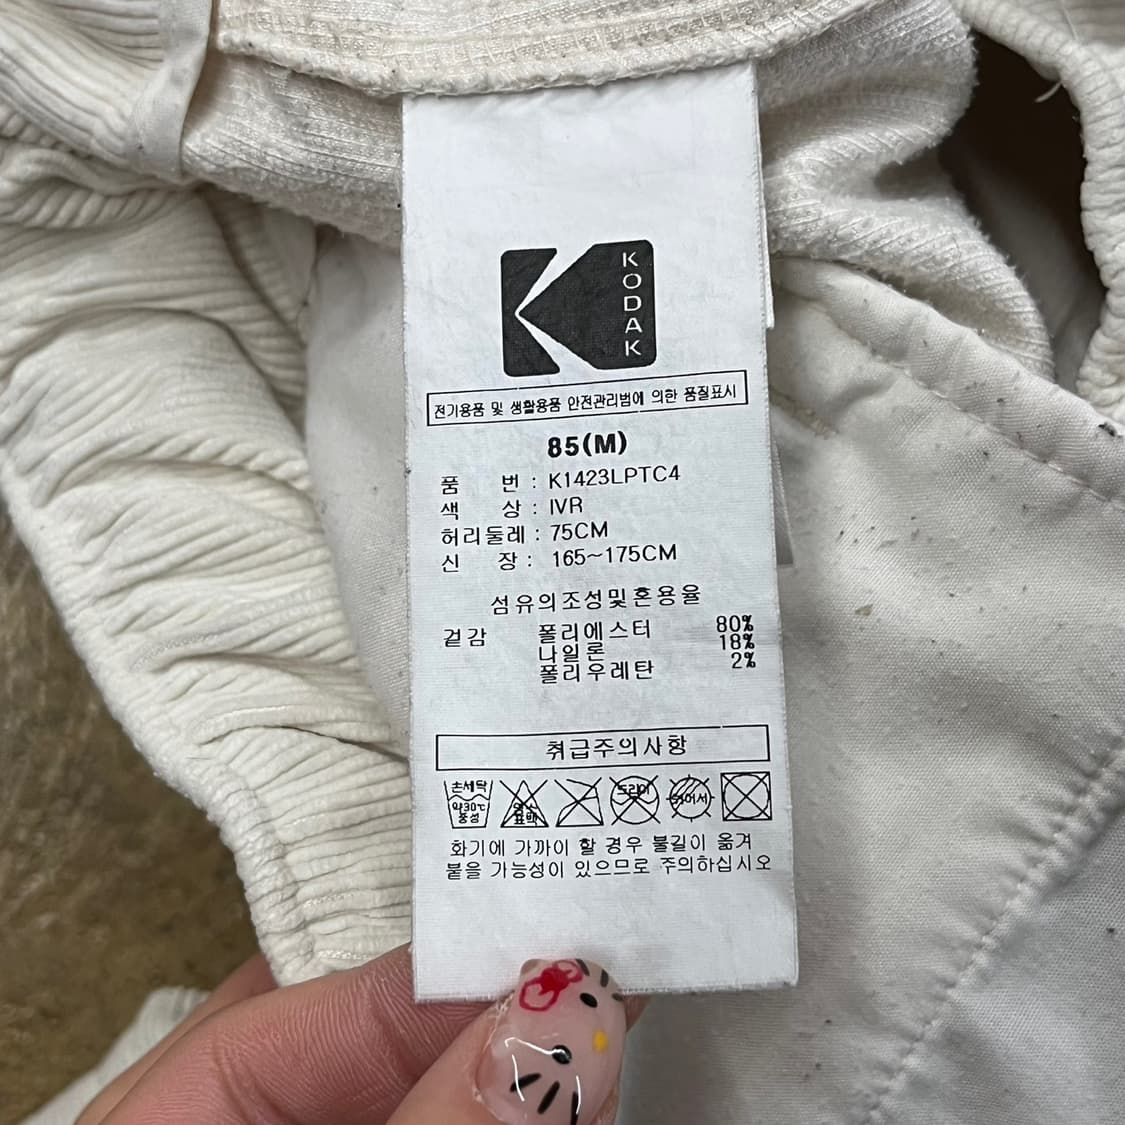 KODAK
전기용품 및 생활용품 안전관리법에 의한 품질표시
85(M)
품 번 : K1423LPTC4
색 상 : IVR
허리둘레 : 75CM
신 장 : 165~175CM
섬유의조성및혼용율
겉감 폴리에스터 80%
나일론 18%
폴리우레탄 2%
취급주의사항
손세탁
약30℃
중성
염소
표백
드라이
화기에 가까이 할 경우 불길이 옮겨
붙을 가능성이 있으므로 주의하십시오